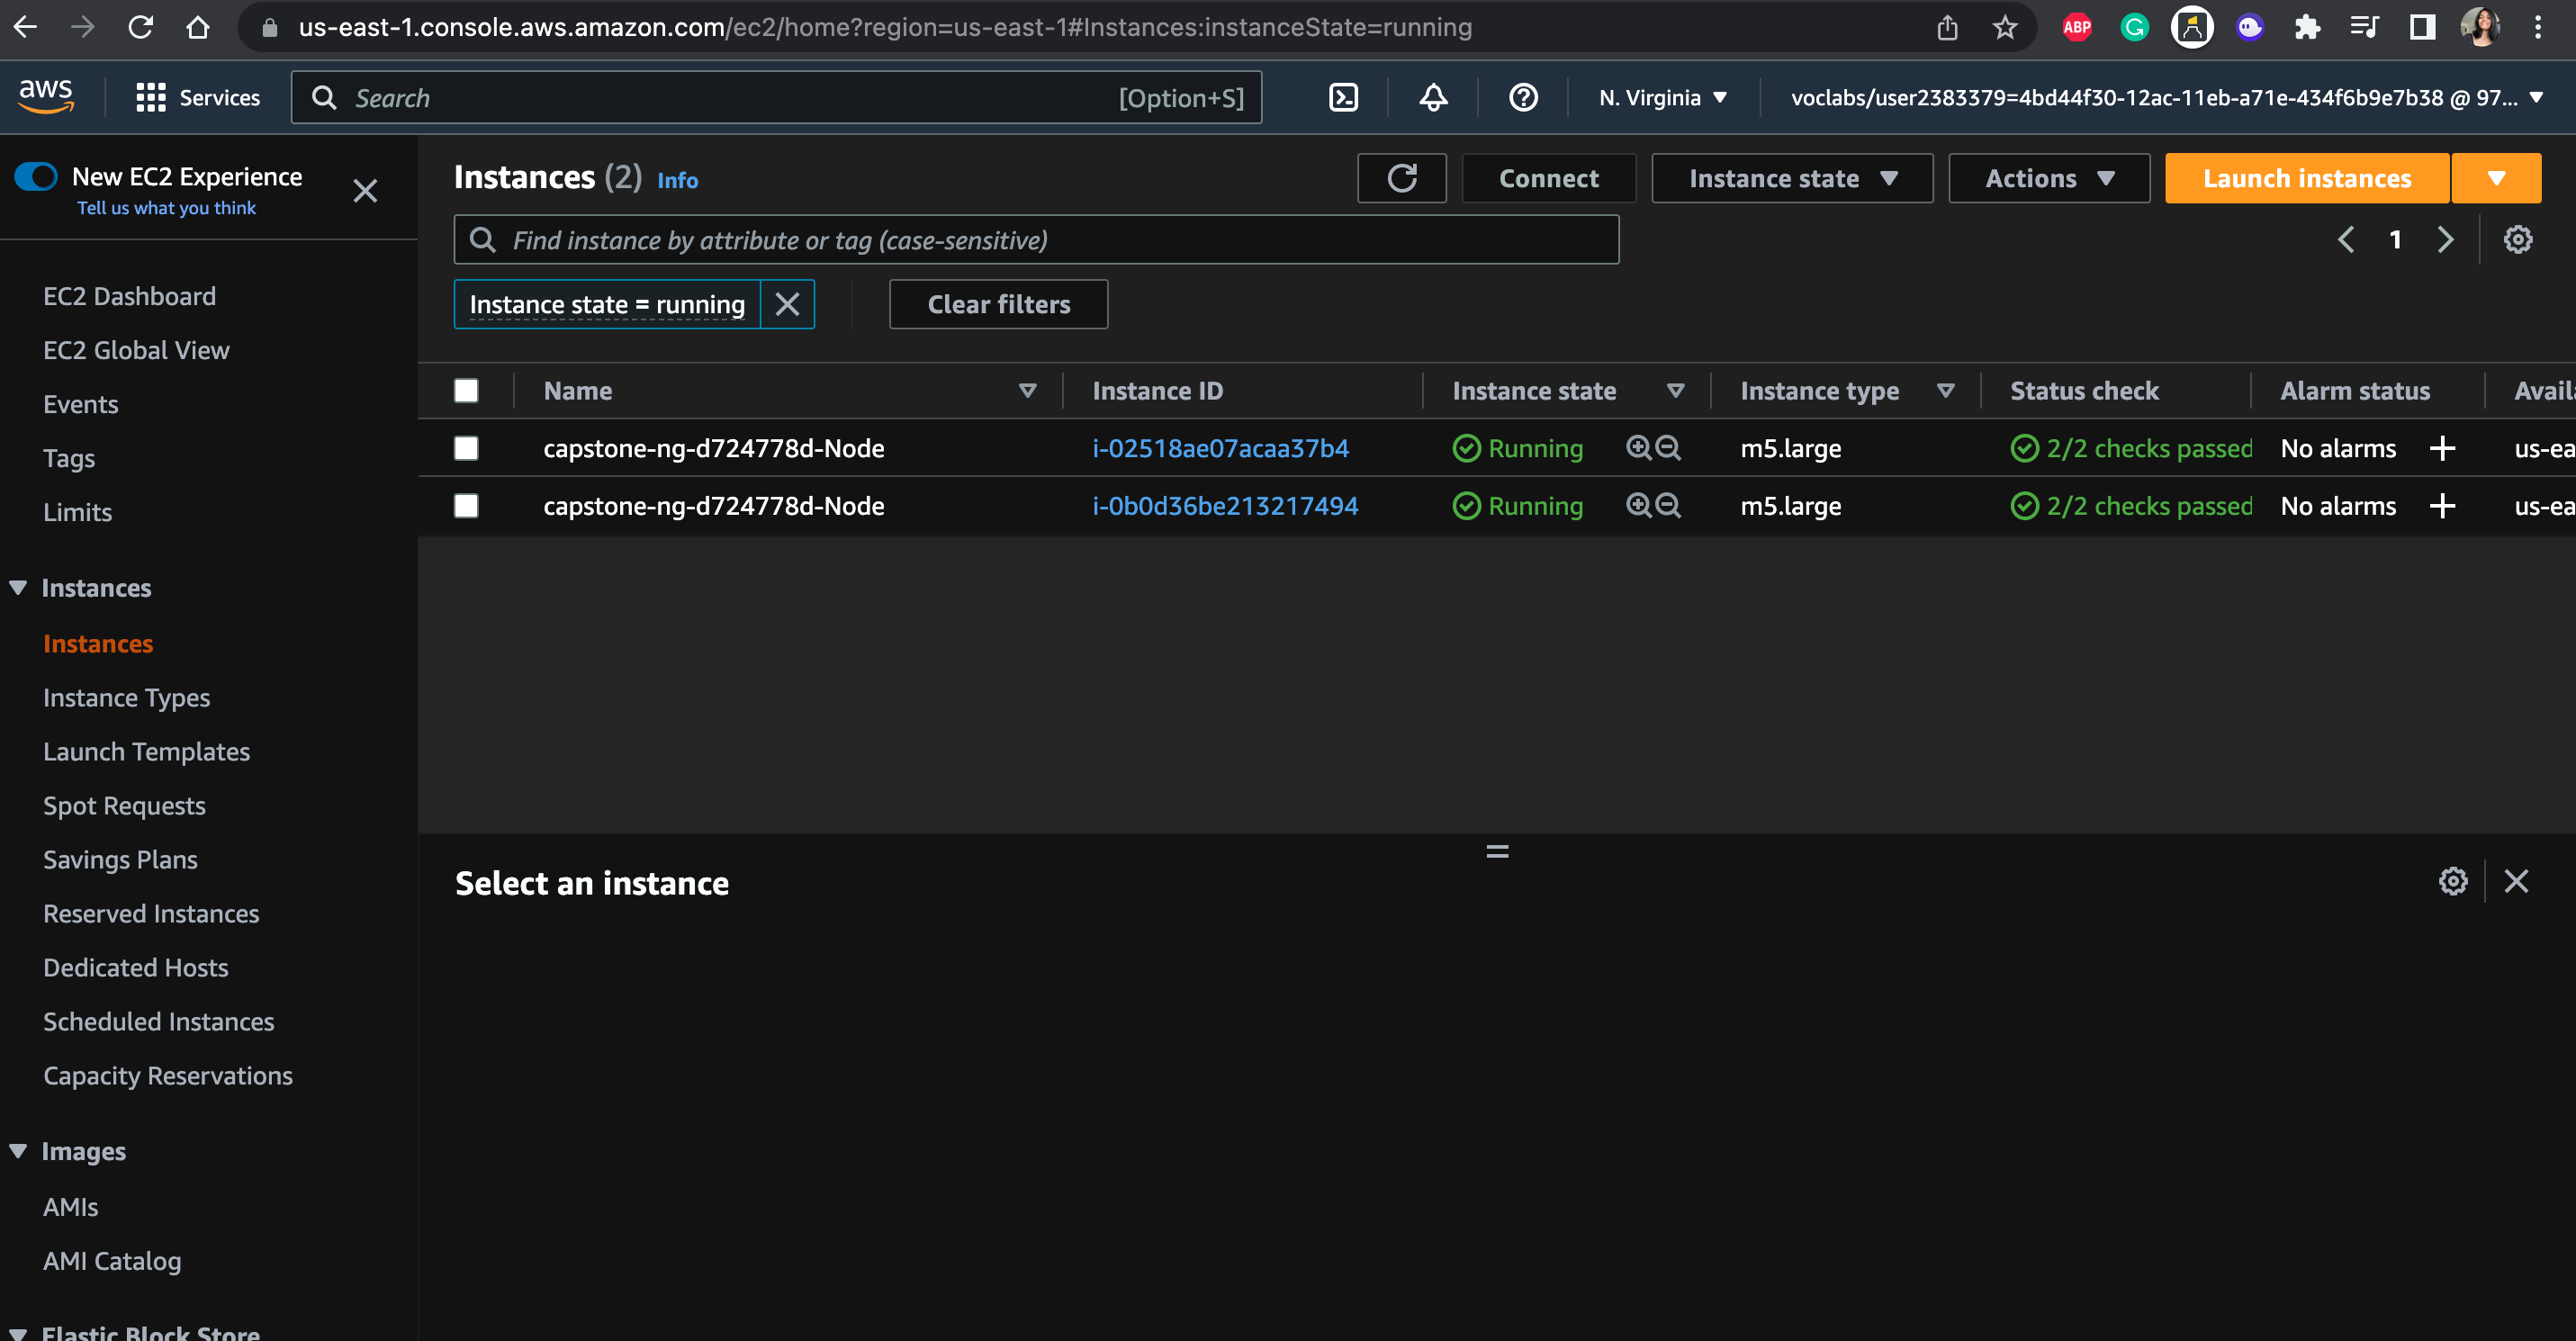 us-east-1.console.aws.amazon.com/ec2/home?region=us-east-1#Instances:instanceState=running
ABP
G
aws
Services
Search
[Option+S]
N. Virginia
voclabs/user2383379=4bd44f30-12ac-11eb-a71e-434f6b9e7b38 @ 97...
New EC2 Experience
Tell us what you think
EC2 Dashboard
EC2 Global View
Events
Tags
Limits
Instances
Instances
Instance Types
Launch Templates
Spot Requests
Savings Plans
Reserved Instances
Dedicated Hosts
Scheduled Instances
Capacity Reservations
Images
AMIs
AMI Catalog
Elastic Block Store
Instances (2) Info
Connect
Instance state
Actions
Launch instances
Find instance by attribute or tag (case-sensitive)
1
Instance state = running
Clear filters
Name Instance ID Instance state Instance type Status check Alarm status Availa
capstone-ng-d724778d-Node i-02518ae07acaa37b4 Running m5.large 2/2 checks passed No alarms + us-ea
capstone-ng-d724778d-Node i-0b0d36be213217494 Running m5.large 2/2 checks passed No alarms + us-ea
Select an instance